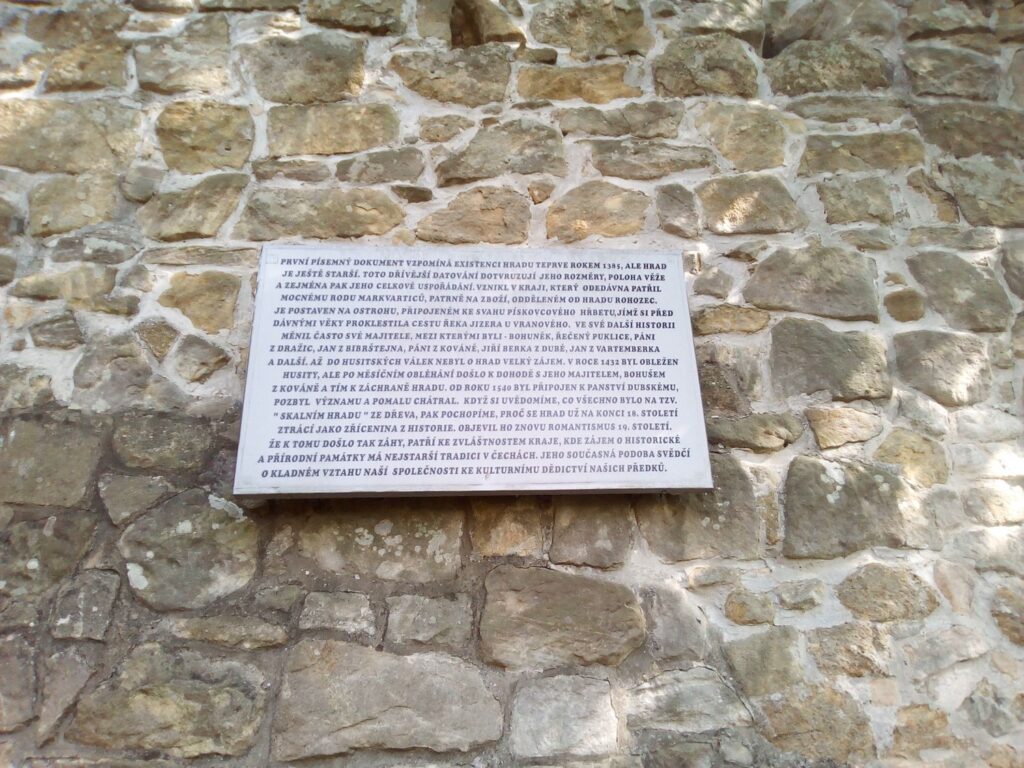 PRVNÍ PÍSEMNÝ DOKUMENT VZPOMÍNÁ EXISTENCI HRADU TEPRVE ROKEM 1385, ALE HRAD
JE JEŠTĚ STARŠÍ. TOTO DŘÍVĚJŠÍ DATOVÁNÍ DOTVRUZUJÍ JEHO ROZMĚRY, POLOHA VĚŽE
A ZEJMÉNA PAK JEHO CELKOVÉ USPOŘÁDÁNÍ. VZNIKL V KRAJI, KTERÝ ODEDÁVNA PATŘIL
MOCNÉMU RODU MARKVARTICŮ, PATRNĚ NA ZBOŽÍ, ODDĚLENÉM OD HRADU ROHOZEC.
JE POSTAVEN NA OSTROHU, PŘIPOJENÉM KE SVAHU PÍSKOVCOVÉHO HŘBETU,JÍMŽ SI PŘED
DÁVNÝMI VĚKY PROKLESTILA CESTU ŘEKA JIZERA U VRANOVÉHO. VE SVÉ DALŠÍ HISTORII
MĚNIL ČASTO SVÉ MAJITELE, MEZI KTERÝMI BYLI - BOHUNĚK, ŘEČENÝ PUKLICE, PÁNI
Z DRAŽIC, JAN Z BIBRŠTEJNA, PÁNI Z KOVÁNĚ, JIŘÍ BERKA Z DUBÉ, JAN Z VARTEMBERKA
A DALŠÍ. AŽ DO HUSITSKÝCH VÁLEK NEBYL O HRAD VELKÝ ZÁJEM. V ROCE 1432 BYL OBLEŽEN
HUSITY, ALE PO MĚSÍČNÍM OBLÉHÁNÍ DOŠLO K DOHODĚ S JEHO MAJITELEM, BOHUŠEM
Z KOVÁNĚ A TÍM K ZÁCHRANĚ HRADU. OD ROKU 1540 BYL PŘIPOJEN K PANSTVÍ DUBSKÉMU,
POZBYL VÝZNAMU A POMALU CHÁTRAL. KDYŽ SI UVĚDOMÍME, CO VŠECHNO BYLO NA TZV.
" SKALNÍM HRADU " ZE DŘEVA, PAK POCHOPÍME, PROČ SE HRAD UŽ NA KONCI 18. STOLETÍ
ZTRÁCÍ JAKO ZŘÍCENINA Z HISTORIE. OBJEVIL HO ZNOVU ROMANTISMUS 19. STOLETÍ.
ŽE K TOMU DOŠLO TAK ZÁHY, PATŘÍ KE ZVLÁŠTNOSTEM KRAJE, KDE ZÁJEM O HISTORICKÉ
A PŘÍRODNÍ PAMÁTKY MÁ NEJSTARŠÍ TRADICI V ČECHÁCH. JEHO SOUČASNÁ PODOBA SVĚDČÍ
O KLADNÉM VZTAHU NAŠÍ SPOLEČNOSTI KE KULTURNÍMU DĚDICTVÍ NAŠICH PŘEDKŮ.